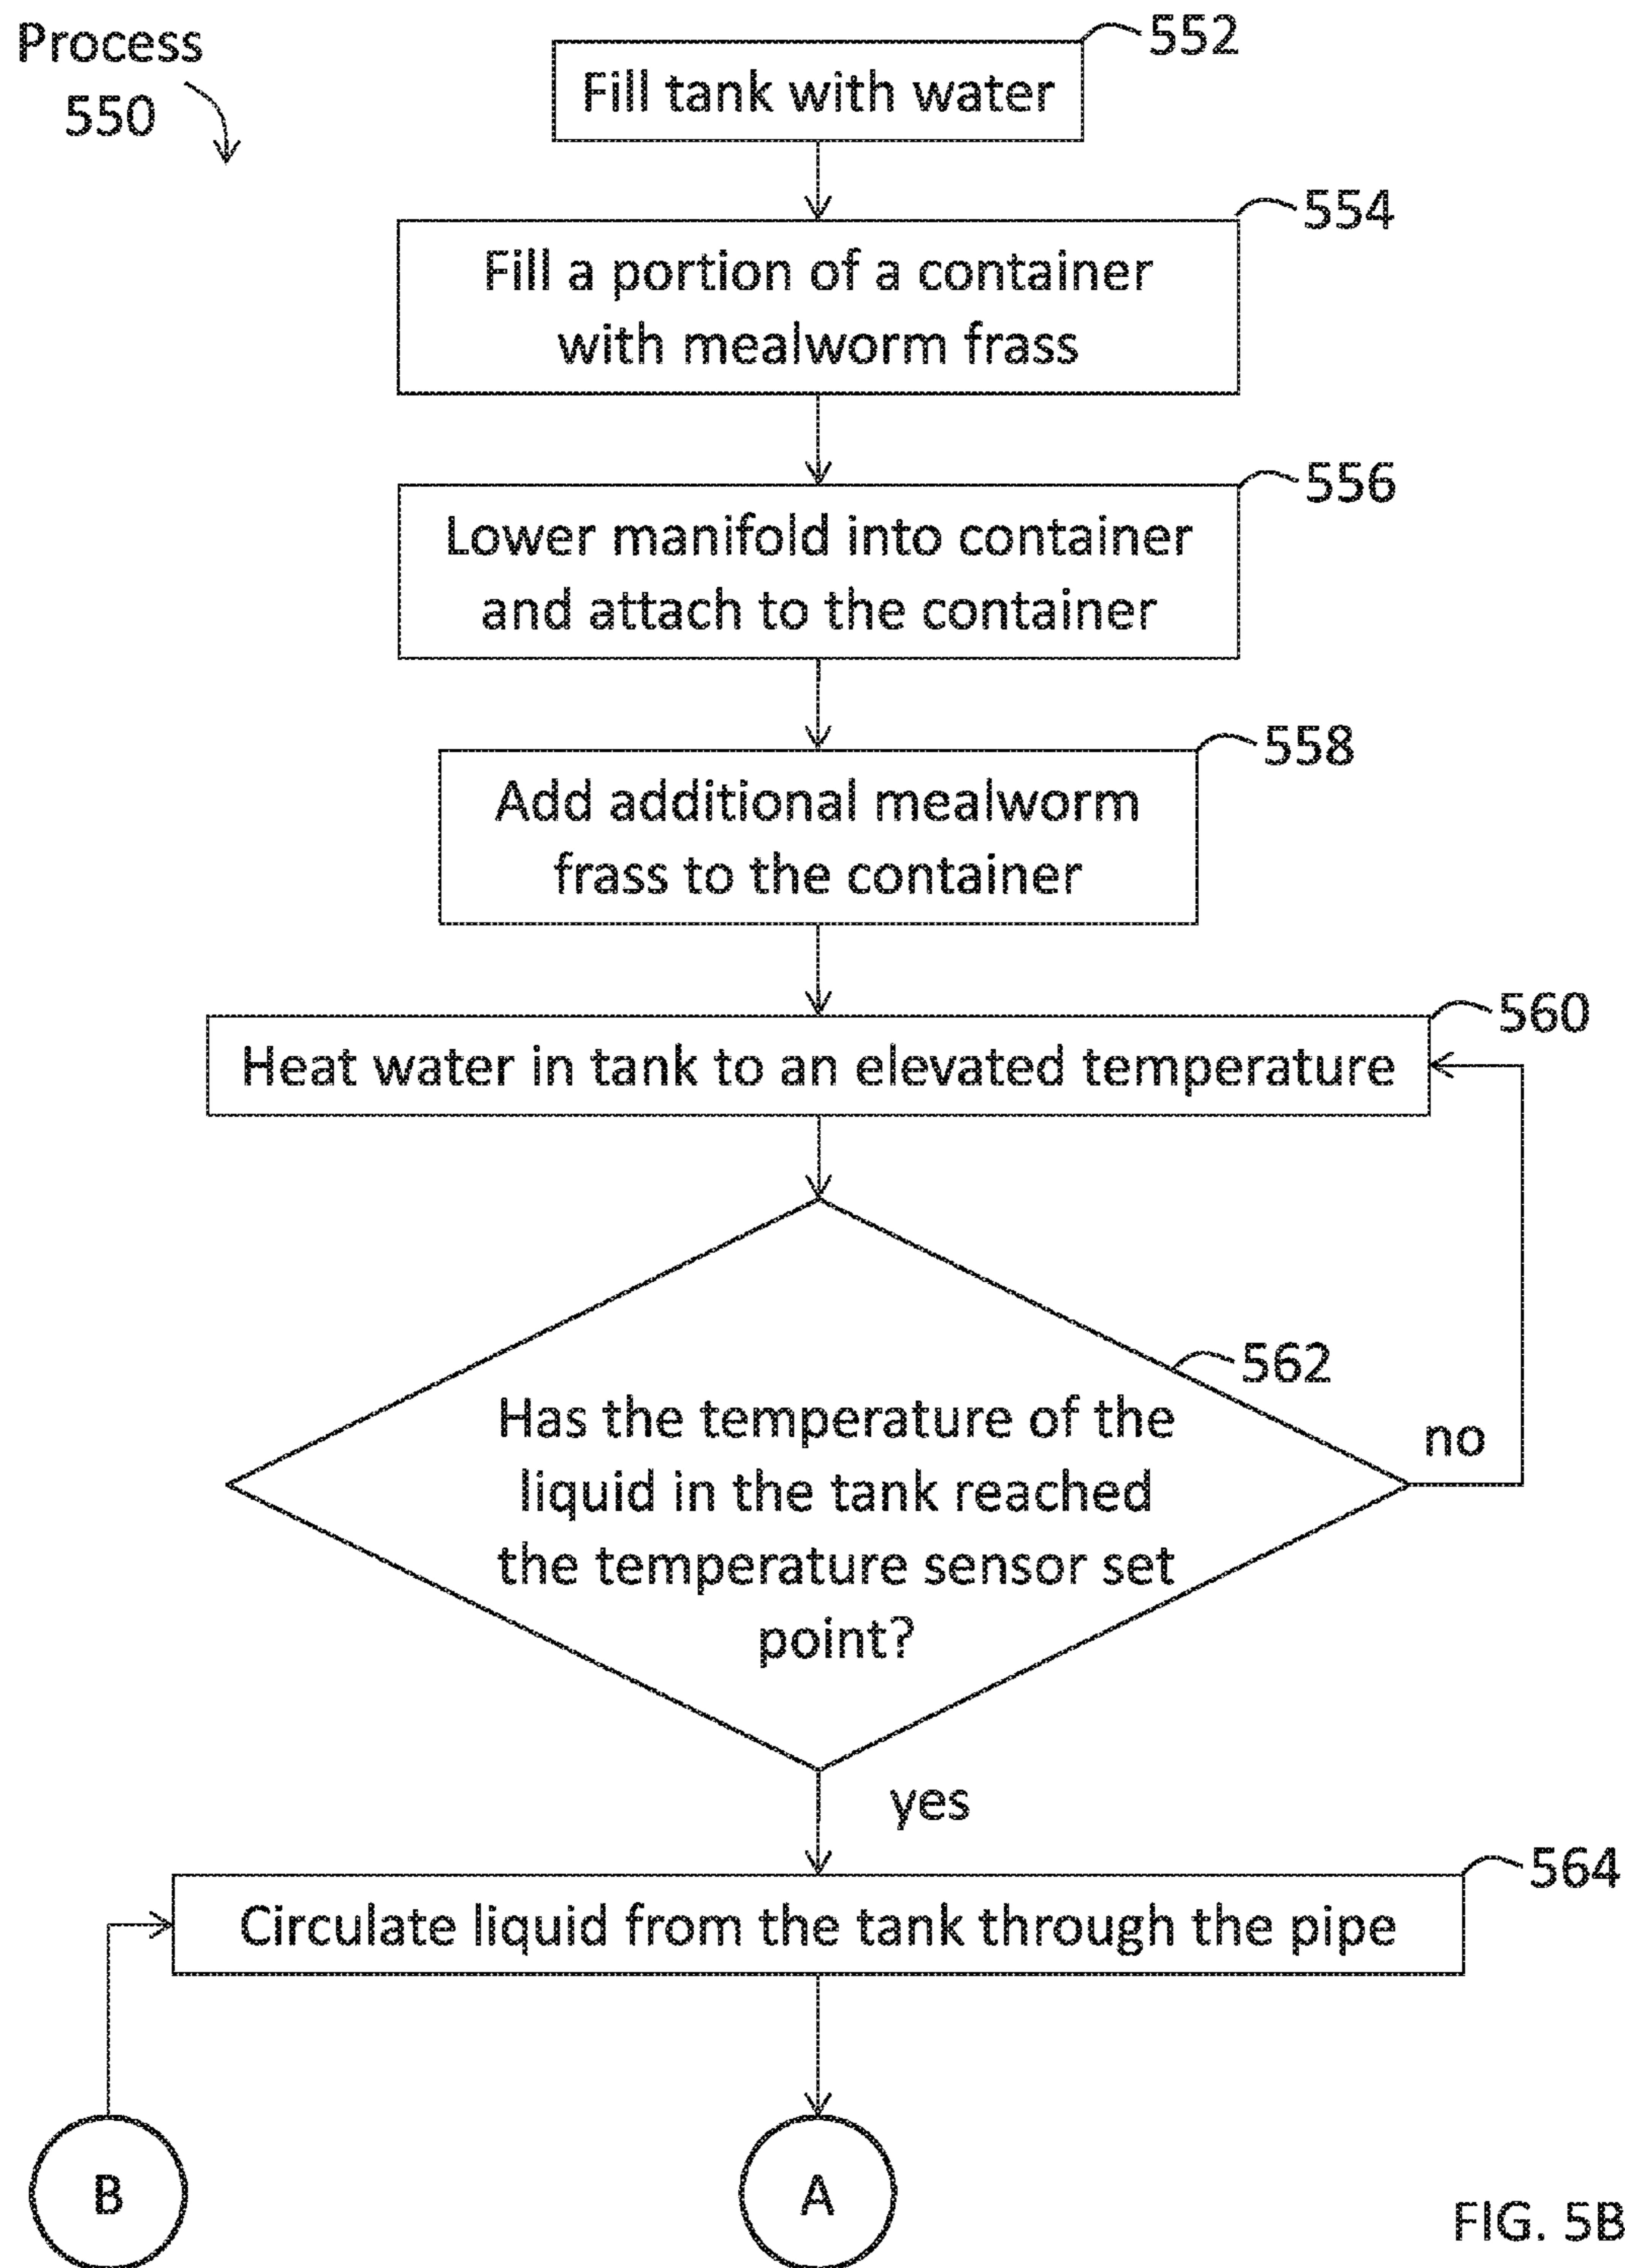 Process
550
552
Fill tank with water
554
Fill a portion of a container
with mealworm frass
556
Lower manifold into container
and attach to the container
558
Add additional mealworm
frass to the container
560
Heat water in tank to an elevated temperature
562
Has the temperature of the
liquid in the tank reached
the temperature sensor set
point?
no
yes
564
Circulate liquid from the tank through the pipe
B
A
FIG. 5B